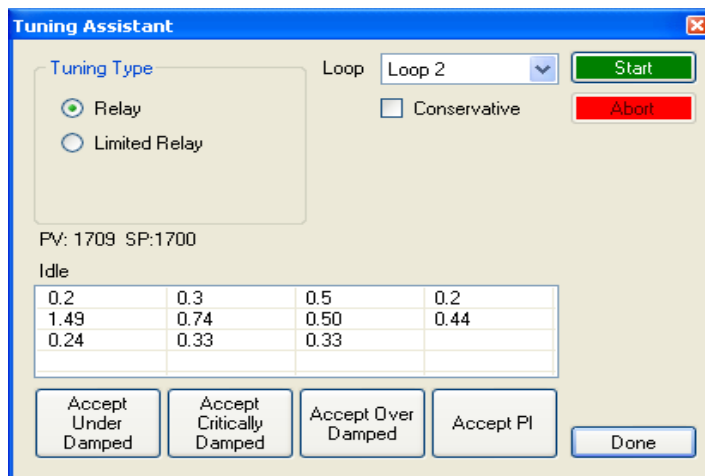 Tuning Assistant
Tuning Type
Loop Loop 2 Start
Relay Conservative Abort
Limited Relay
PV: 1709 SP:1700
Idle
0.2 0.3 0.5 0.2
1.49 0.74 0.50 0.44
0.24 0.33 0.33
Accept Under Damped
Accept Critically Damped
Accept Over Damped
Accept PI
Done